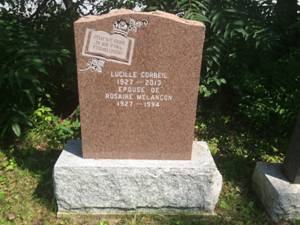 LUCILLE CORBEIL
1927 - 2013
EPOUSE DE
ROSAIRE MELANCON
1927 - 1994